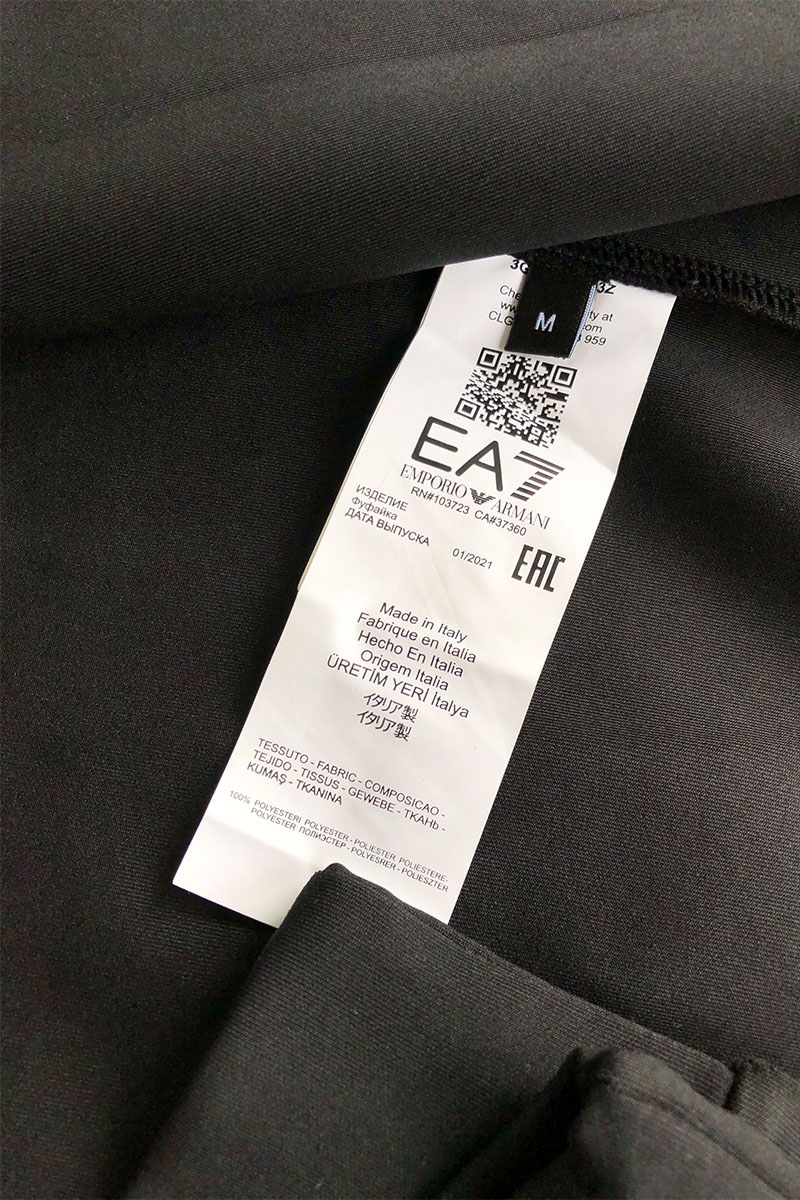 M
959
EA7
EMPORIO ARMANI
RN#103723 CA#37360
ИЗДЕЛИЕ
Фуфайка
ДАТА ВЫПУСКА
01/2021
EAC
Made in Italy
Fabrique en Italia
Hecho En Italia
Origem Italia
ÜRETİM YERİ İtalya
イタリア製
イタリア製
TESSUTO - FABRIC - COMPOSICAO -
TEJIDO - TISSUS - GEWEBE - ТКАНЬ -
KUMAŞ - TKANINA
100% POLYESTERI POLYESTER - POLIESTER POLIESTERE-
POLYESTER ПОЛИЭСТЕР - POLYESRER - POLIESZTER